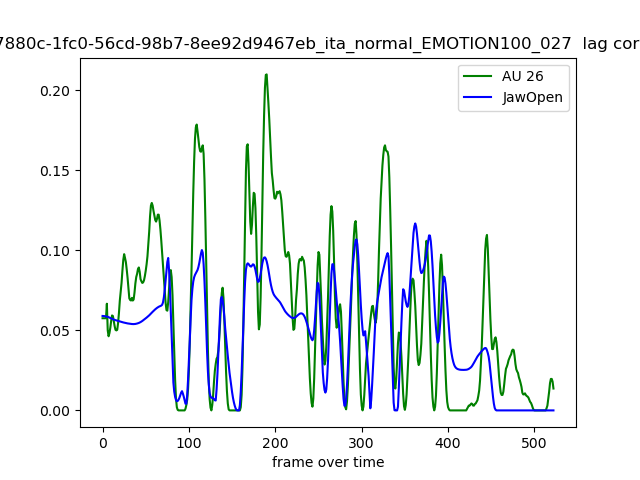 7880c-1fc0-56cd-98b7-8ee92d9467eb_ita_normal_EMOTION100_027 lag cor
AU 26
JawOpen
0.20
0.15
0.10
0.05
0.00
0 100 200 300 400 500
frame over time